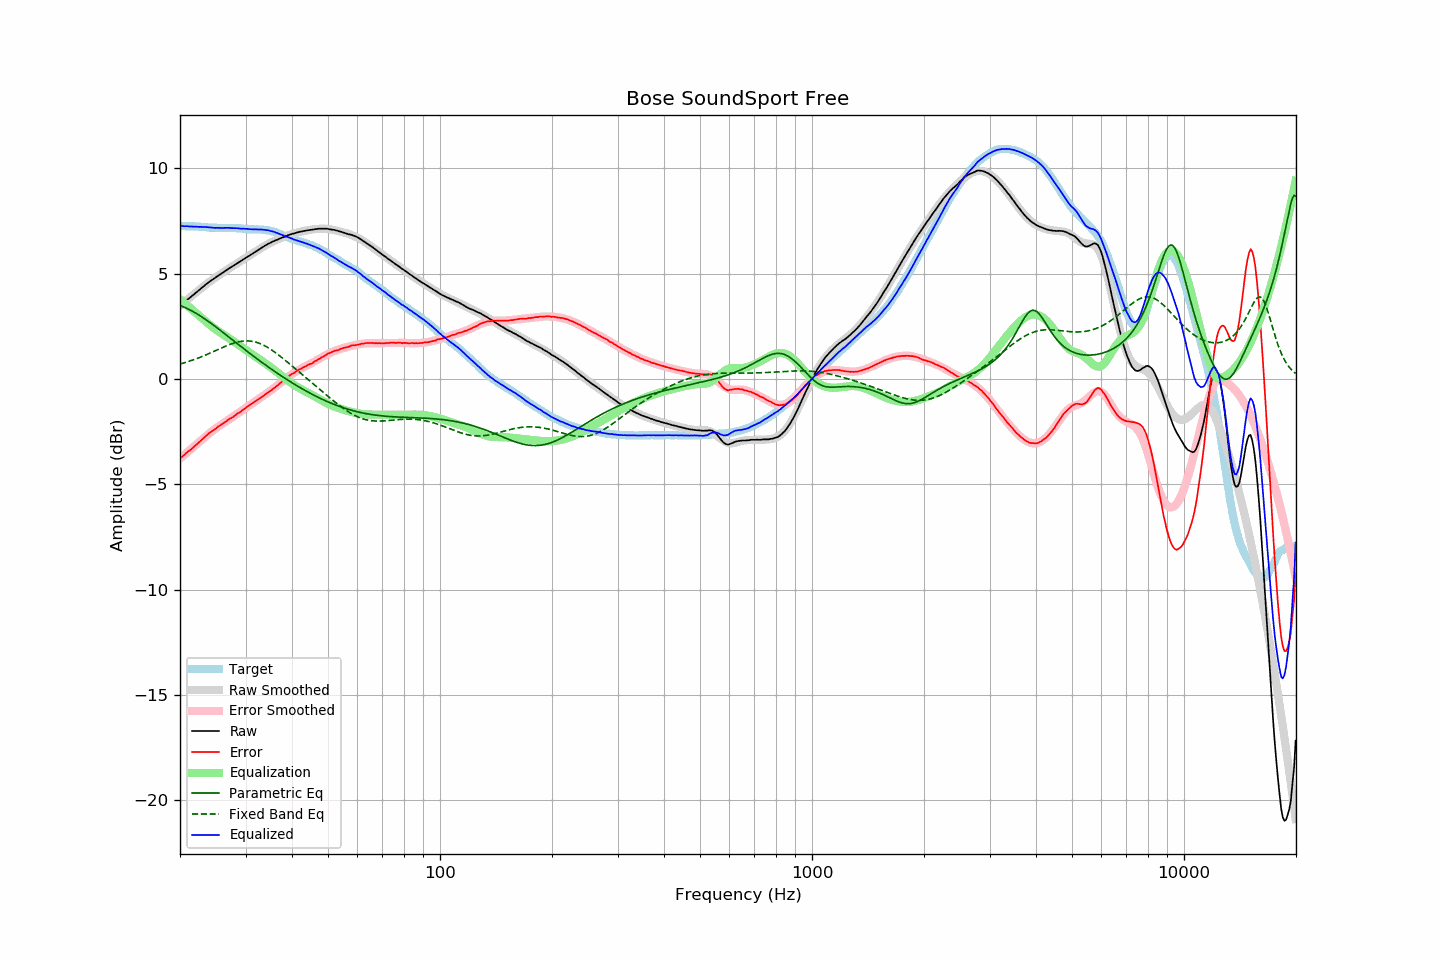 Bose SoundSport Free
10
5
0
−5
−10
−15
−20
Amplitude (dBr)
Target
Raw Smoothed
Error Smoothed
Raw
Error
Equalization
Parametric Eq
Fixed Band Eq
Equalized
100
1000
10000
Frequency (Hz)